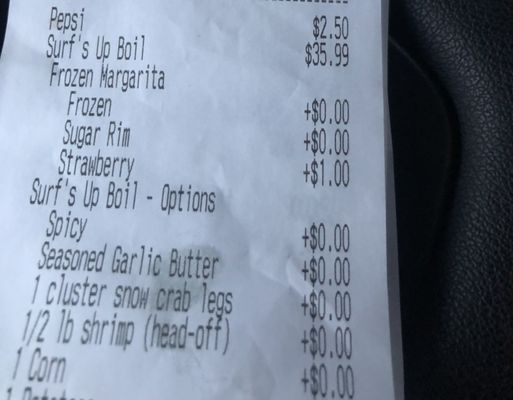 Pepsi $2.50
Surf's Up Boil $35.99
Frozen Margarita
Frozen +$0.00
Sugar Rim +$0.00
Strawberry +$1.00
Surf's Up Boil - Options
Spicy +$0.00
Seasoned Garlic Butter +$0.00
1 cluster snow crab legs +$0.00
1/2 lb shrimp (head-off) +$0.00
1 Corn +$0.00